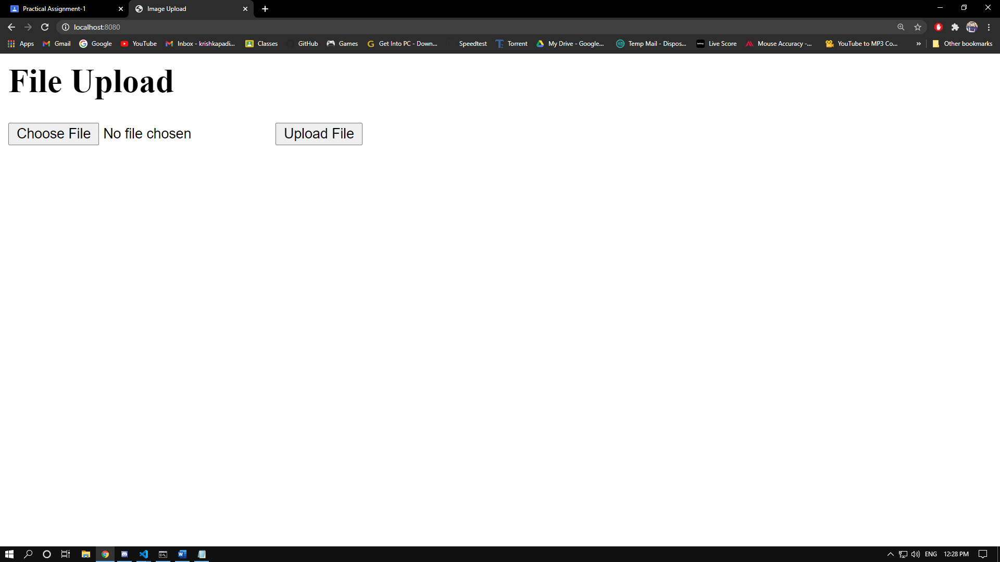 Practical Assignment-1
Image Upload
localhost:8080
Apps
Gmail
Google
YouTube
Inbox - krishkapadi...
Classes
GitHub
Games
Get Into PC - Down...
Speedtest
Torrent
My Drive - Google...
Temp Mail - Dispos...
Live Score
Mouse Accuracy -...
YouTube to MP3 Co...
Other bookmarks
File Upload
Choose File No file chosen Upload File
ENG 12:28 PM